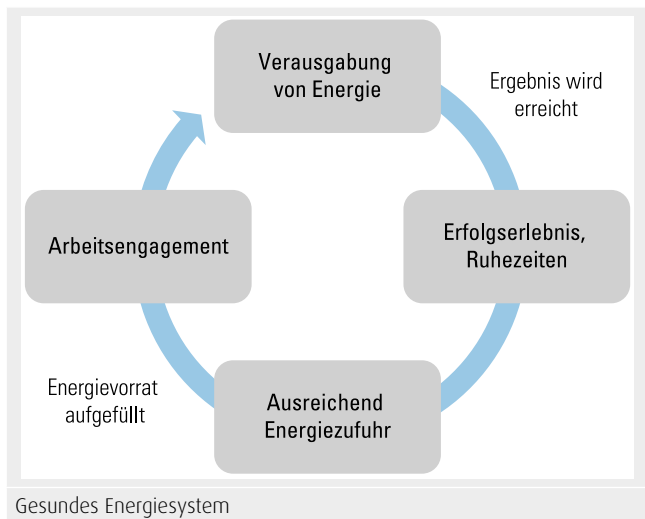 Verausgabung
von Energie
Ergebnis wird
erreicht
Erfolgserlebnis,
Ruhezeiten
Ausreichend
Energiezufuhr
Energievorrat
aufgefüllt
Arbeitsengagement
Gesundes Energiesystem